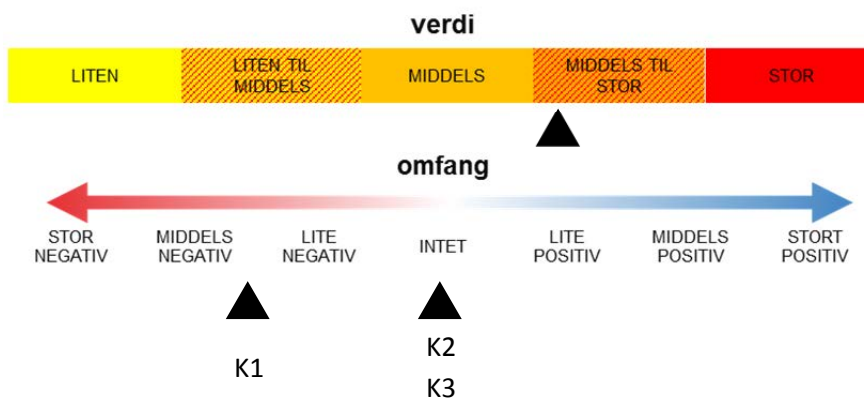 verdi
LITEN
LITEN TIL
MIDDELS
MIDDELS
MIDDELS TIL
STOR
STOR
omfang
STOR
NEGATIV
MIDDELS
NEGATIV
LITE
NEGATIV
INTET
LITE
POSITIV
MIDDELS
POSITIV
STORT
POSITIV
K1
K2
K3